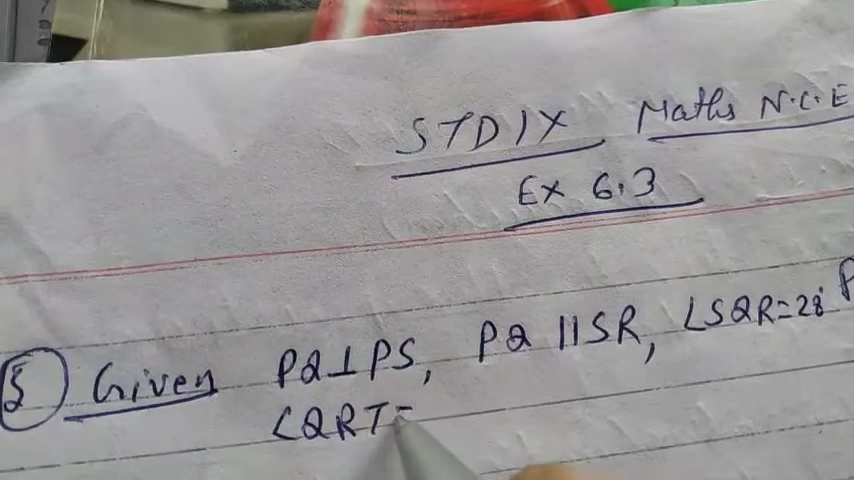 STD IX Maths N.C.E
Ex 6.3
5 Given PQ⊥PS, PQ || SR, ∠SQR=28° P
∠QRT=